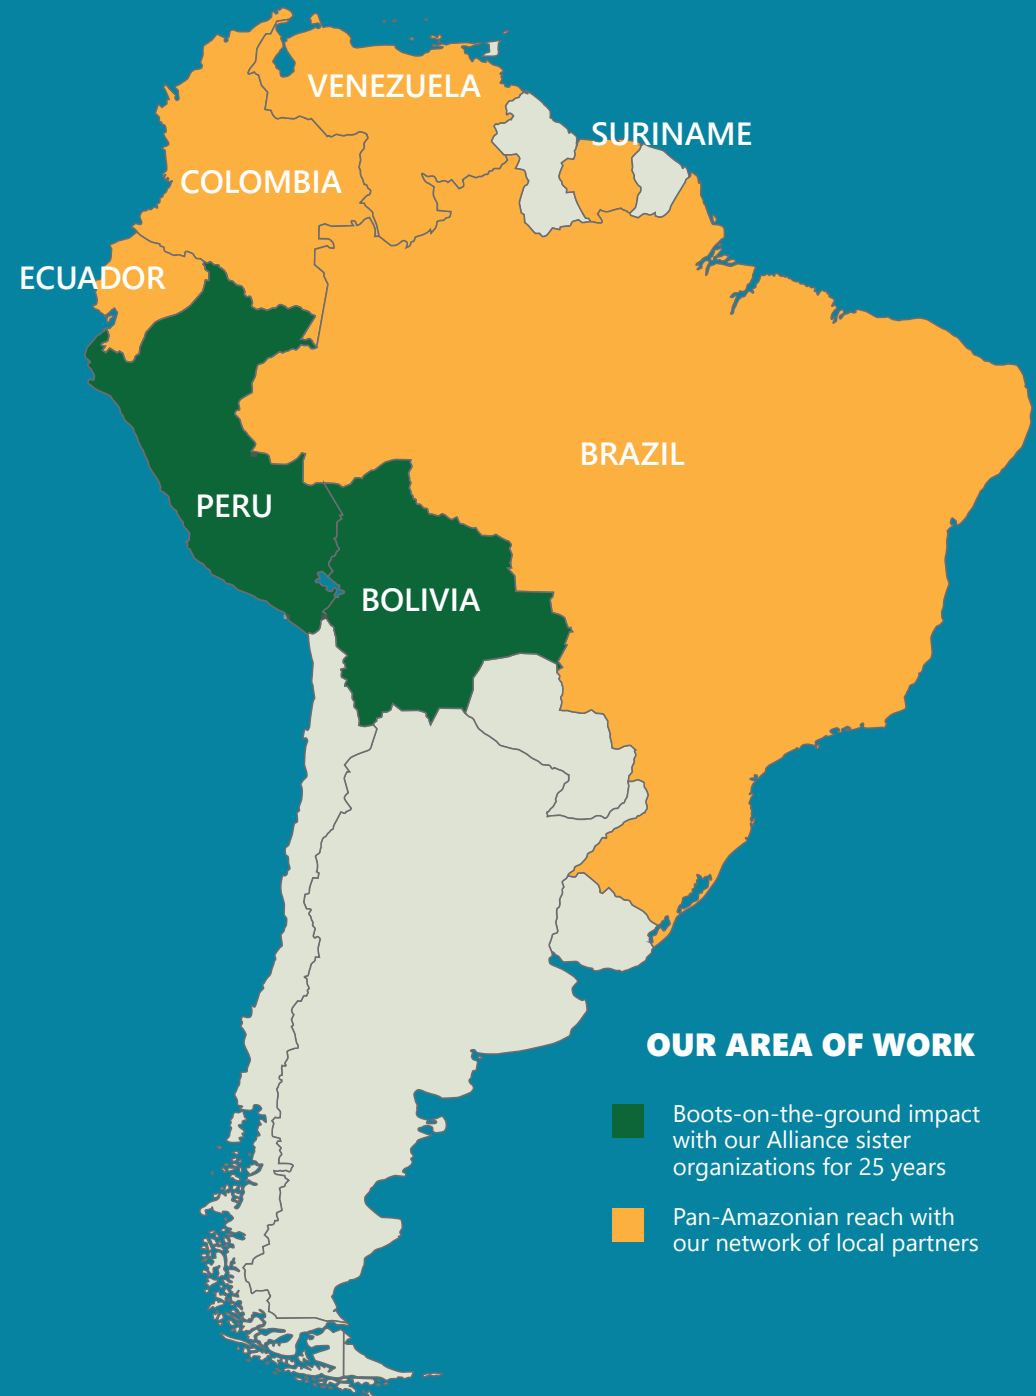 VENEZUELA
SURINAME
COLOMBIA
ECUADOR
BRAZIL
PERU
BOLIVIA
OUR AREA OF WORK
Boots-on-the-ground impact
with our Alliance sister
organizations for 25 years
Pan-Amazonian reach with
our network of local partners